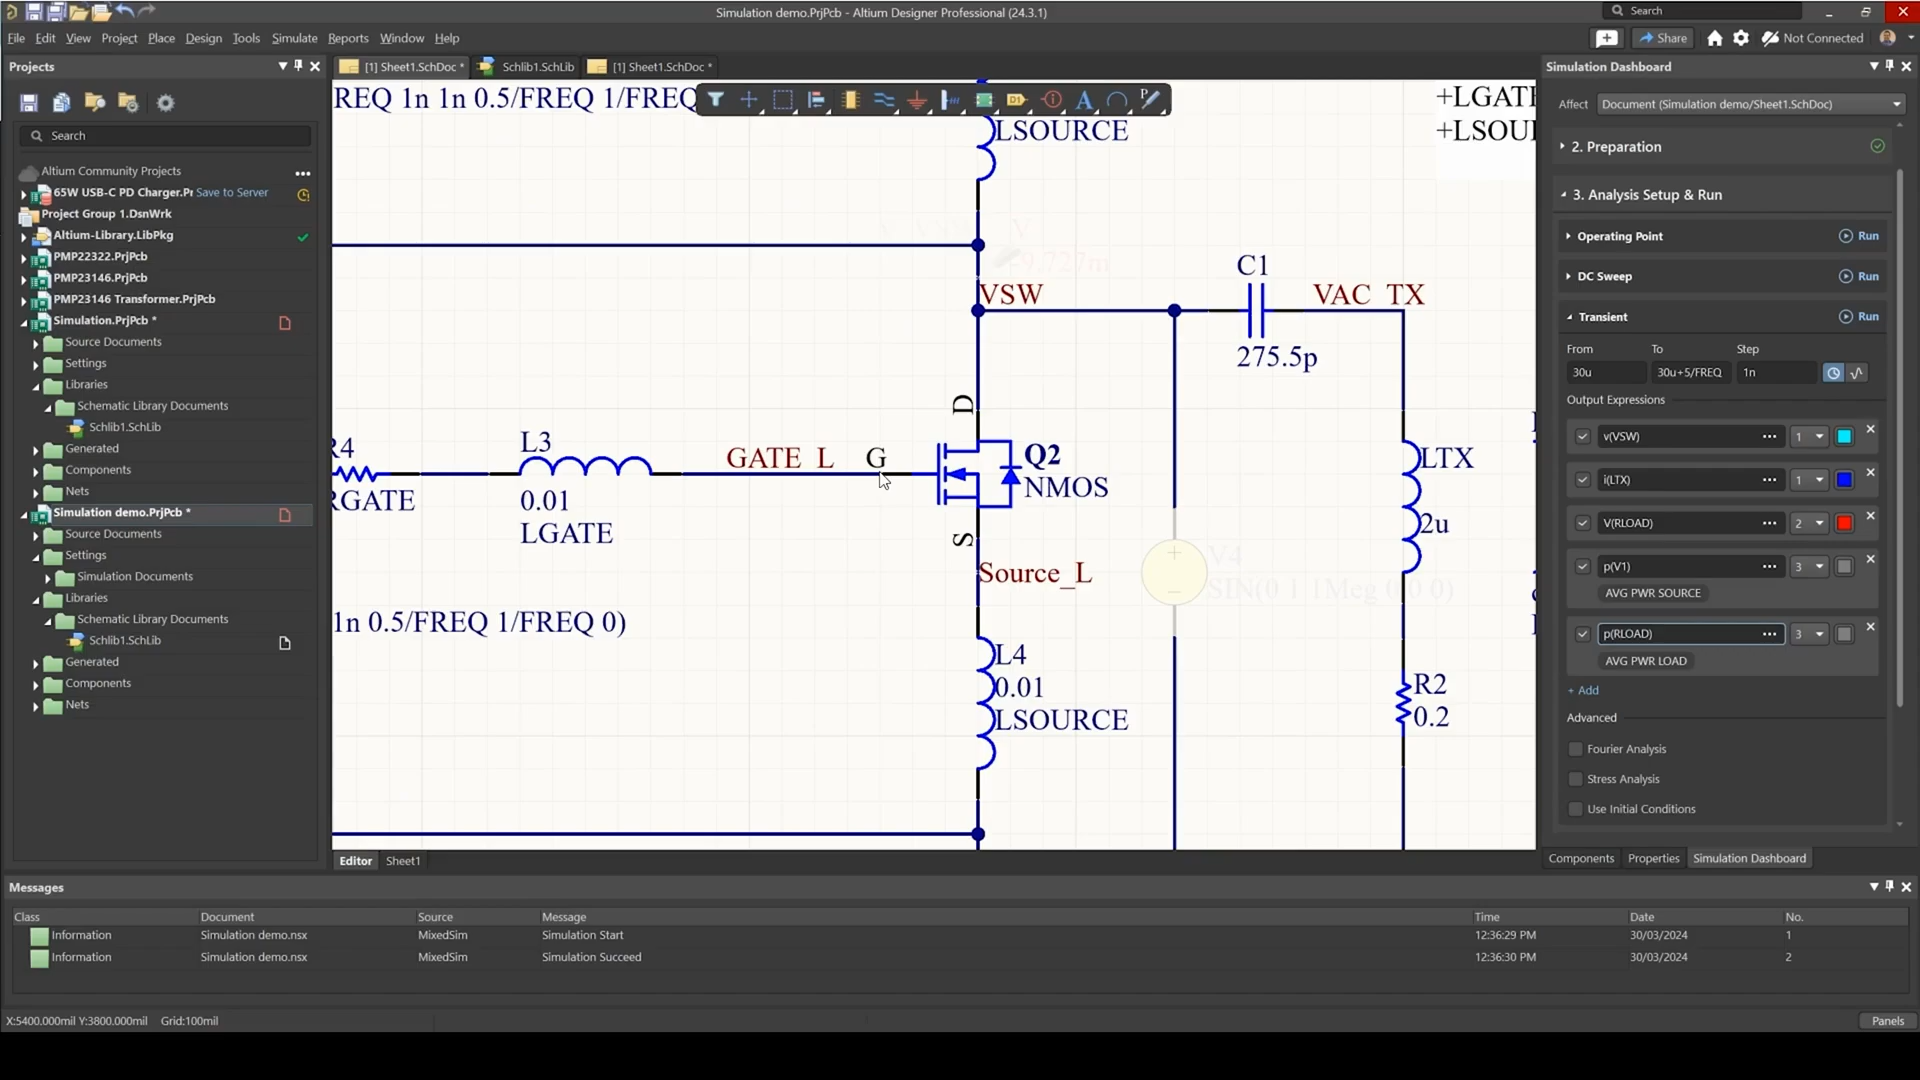 Simulation demo.PrjPcb - Altium Designer Professional (24.3.1)
Search
File Edit View Project Place Design Tools Simulate Reports Window Help
Share
Not Connected
Projects
[1] Sheet1.SchDoc *
Schlib1.SchLib
[1] Sheet1.SchDoc *
Simulation Dashboard
Search
Altium Community Projects
65W USB-C PD Charger.Pr Save to Server
Project Group 1.DsnWrk
Altium-Library.LibPkg
PMP22322.PrjPcb
PMP23146.PrjPcb
PMP23146 Transformer.PrjPcb
Simulation.PrjPcb *
Source Documents
Settings
Libraries
Schematic Library Documents
Schlib1.SchLib
Generated
Components
Nets
Simulation demo.PrjPcb *
Source Documents
Settings
Simulation Documents
Libraries
Schematic Library Documents
Schlib1.SchLib
Generated
Components
Nets
REQ 1n 1n 0.5/FREQ 1/FREQ
LSOURCE
+LGATE
+LSOU
9.727m
VSW
C1
275.5p
VAC_TX
R4
RGATE
L3
0.01
LGATE
GATE_L
G
D
S
Q2
NMOS
Source_L
LTX
2u
V4
SIN(0 1 1Meg 0 0 0)
1n 0.5/FREQ 1/FREQ 0)
L4
0.01
LSOURCE
R2
0.2
Editor Sheet1
Affect Document (Simulation demo/Sheet1.SchDoc)
2. Preparation
3. Analysis Setup & Run
Operating Point Run
DC Sweep Run
Transient Run
From To Step
30u 30u+5/FREQ 1n
Output Expressions
v(VSW) ... 1
i(LTX) ... 1
V(RLOAD) ... 2
p(V1) ... 3
AVG PWR SOURCE
p(RLOAD) ... 3
AVG PWR LOAD
+ Add
Advanced
Fourier Analysis
Stress Analysis
Use Initial Conditions
Components Properties Simulation Dashboard
Messages
Class Document Source Message Time Date No.
Information Simulation demo.nsx MixedSim Simulation Start 12:36:29 PM 30/03/2024 1
Information Simulation demo.nsx MixedSim Simulation Succeed 12:36:30 PM 30/03/2024 2
X:5400.000mil Y:3800.000mil Grid:100mil
Panels